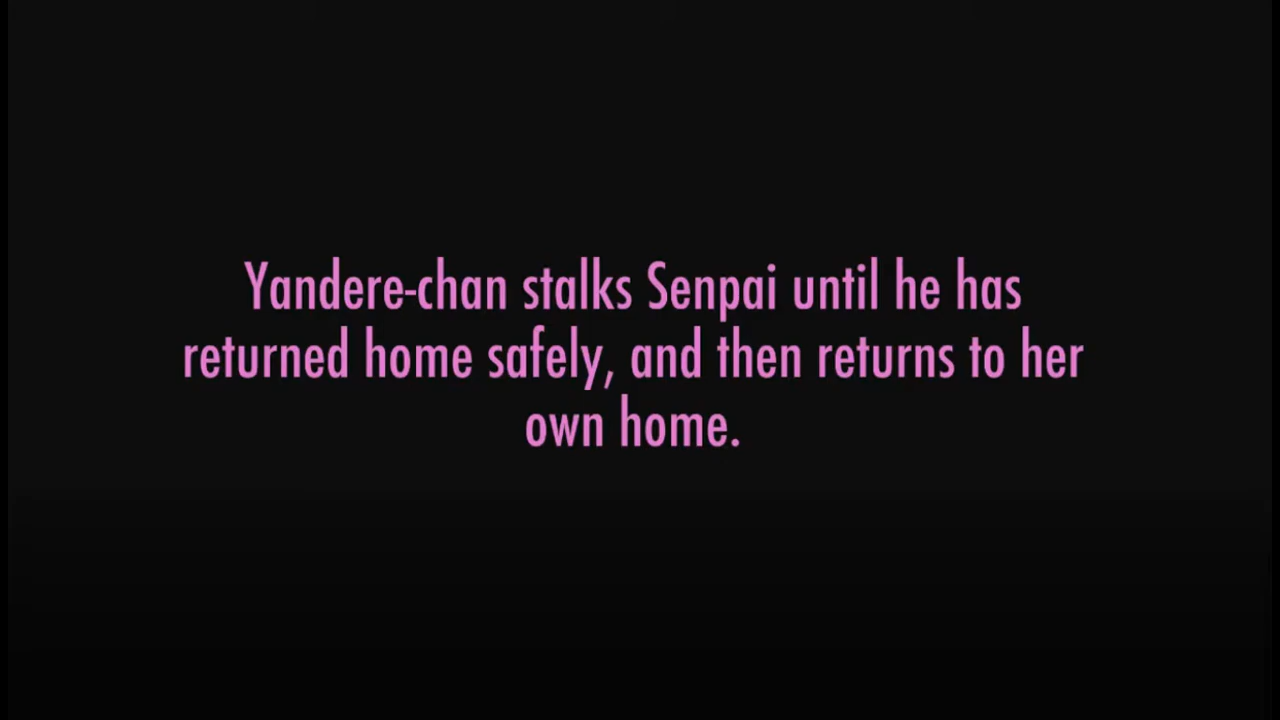 Yandere-chan stalks Senpai until he has
returned home safely, and then returns to her
own home.